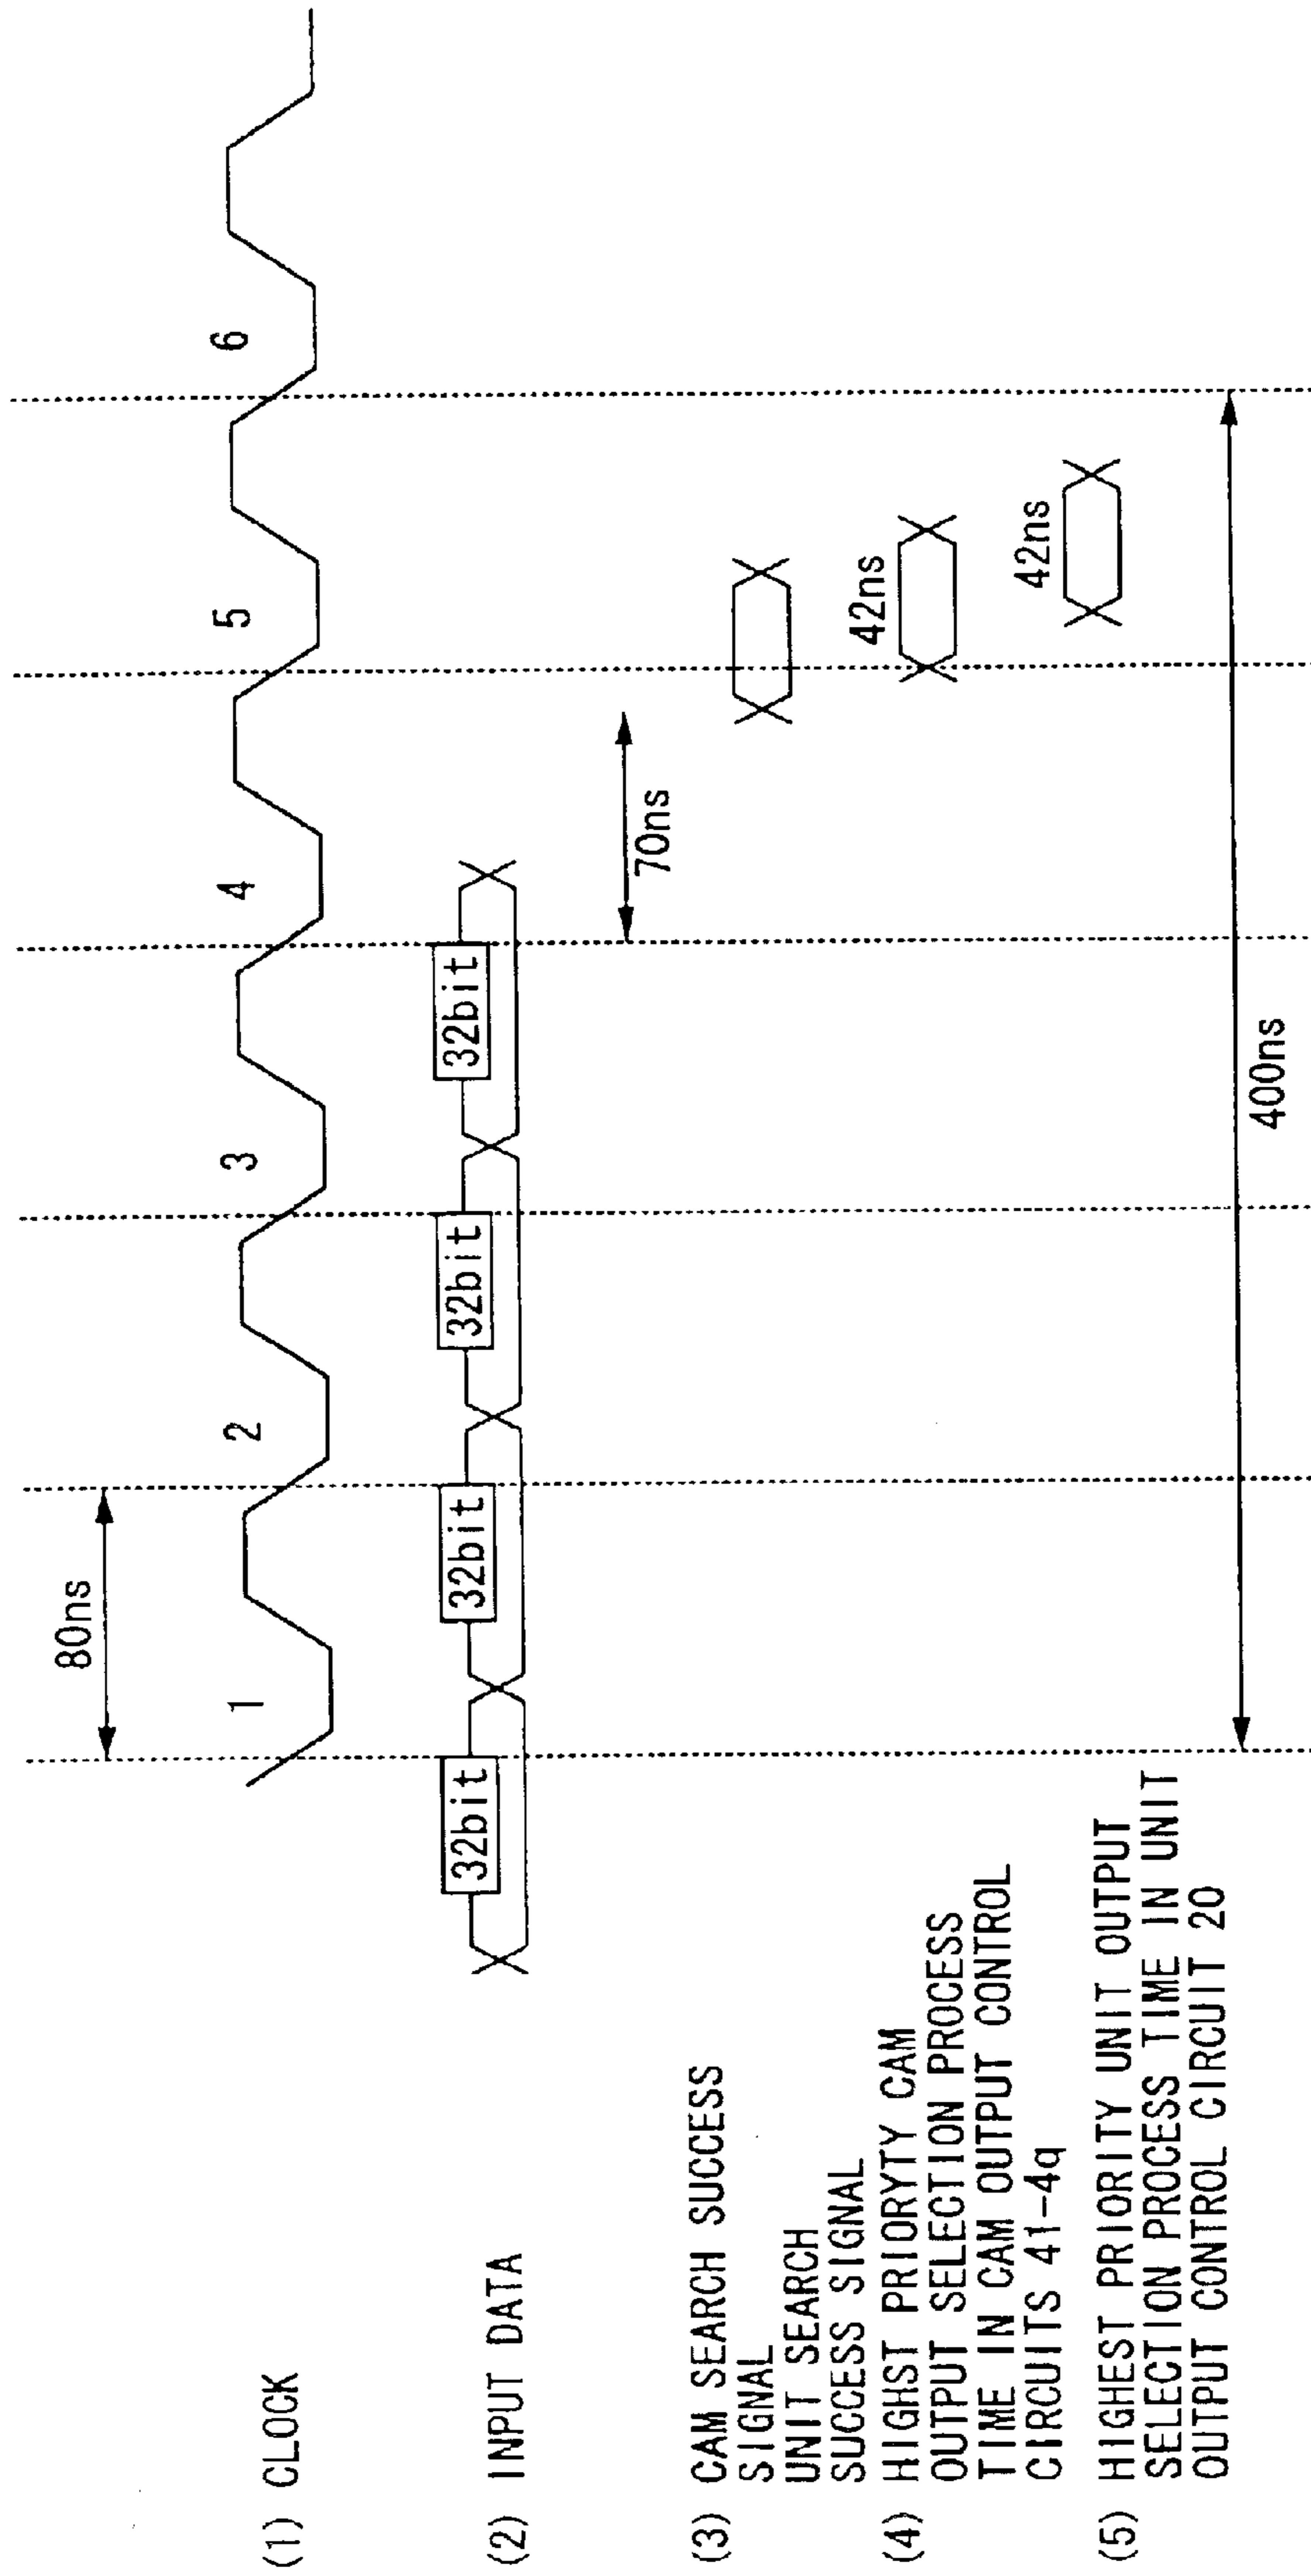 80ns
(1) CLOCK
1 2 3 4 5 6
(2) INPUT DATA
32bit 32bit 32bit 32bit
70ns
(3) CAM SEARCH SUCCESS
SIGNAL
UNIT SEARCH
SUCCESS SIGNAL
(4) HIGHST PRIORYTY CAM
OUTPUT SELECTION PROCESS
TIME IN CAM OUTPUT CONTROL
CIRCUITS 41-4q
42ns
(5) HIGHEST PRIORITY UNIT OUTPUT
SELECTION PROCESS TIME IN UNIT
OUTPUT CONTROL CIRCUIT 20
42ns
400ns